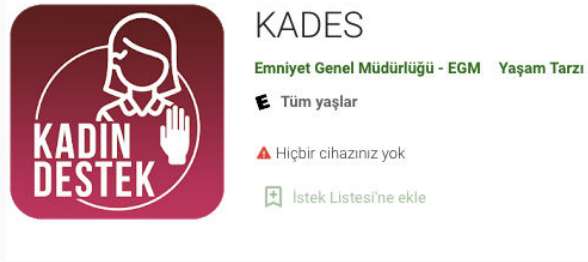 KADES
Emniyet Genel Müdürlüğü - EGM Yaşam Tarzı
E Tüm yaşlar
Hiçbir cihazınız yok
İstek Listesi'ne ekle
KADIN
DESTEK